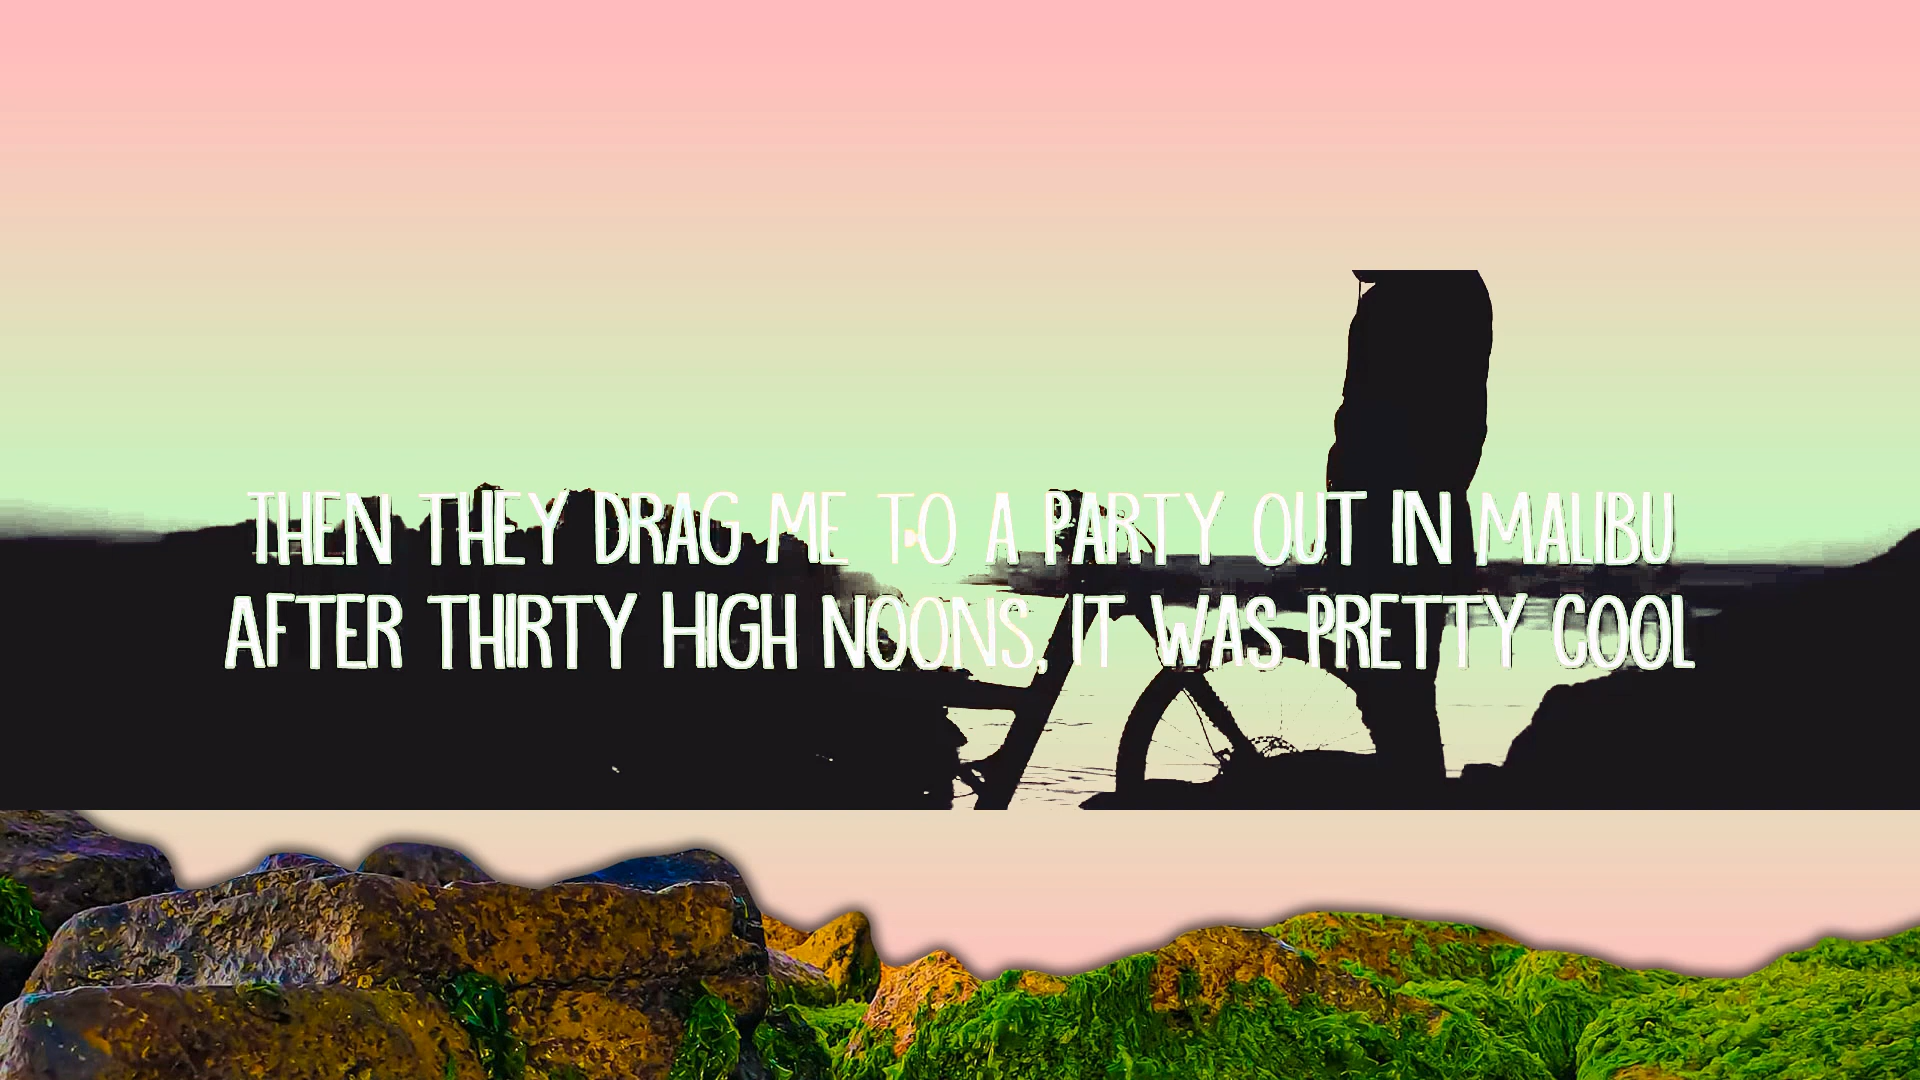 THEN THEY DRAG ME TO A PARTY OUT IN MALIBU
AFTER THIRTY HIGH NOONS, IT WAS PRETTY COOL